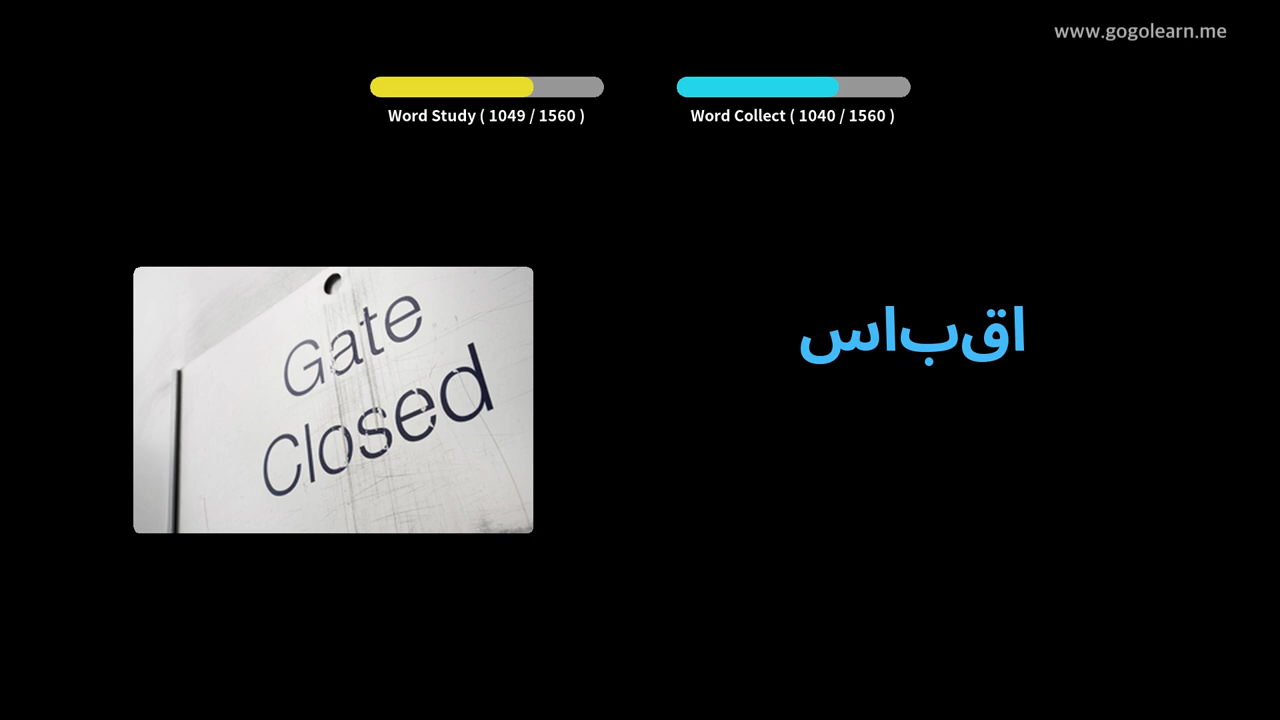 www.gogolearn.me
Word Study ( 1049 / 1560 )
Word Collect ( 1040 / 1560 )
Gate
Closed
اقباس